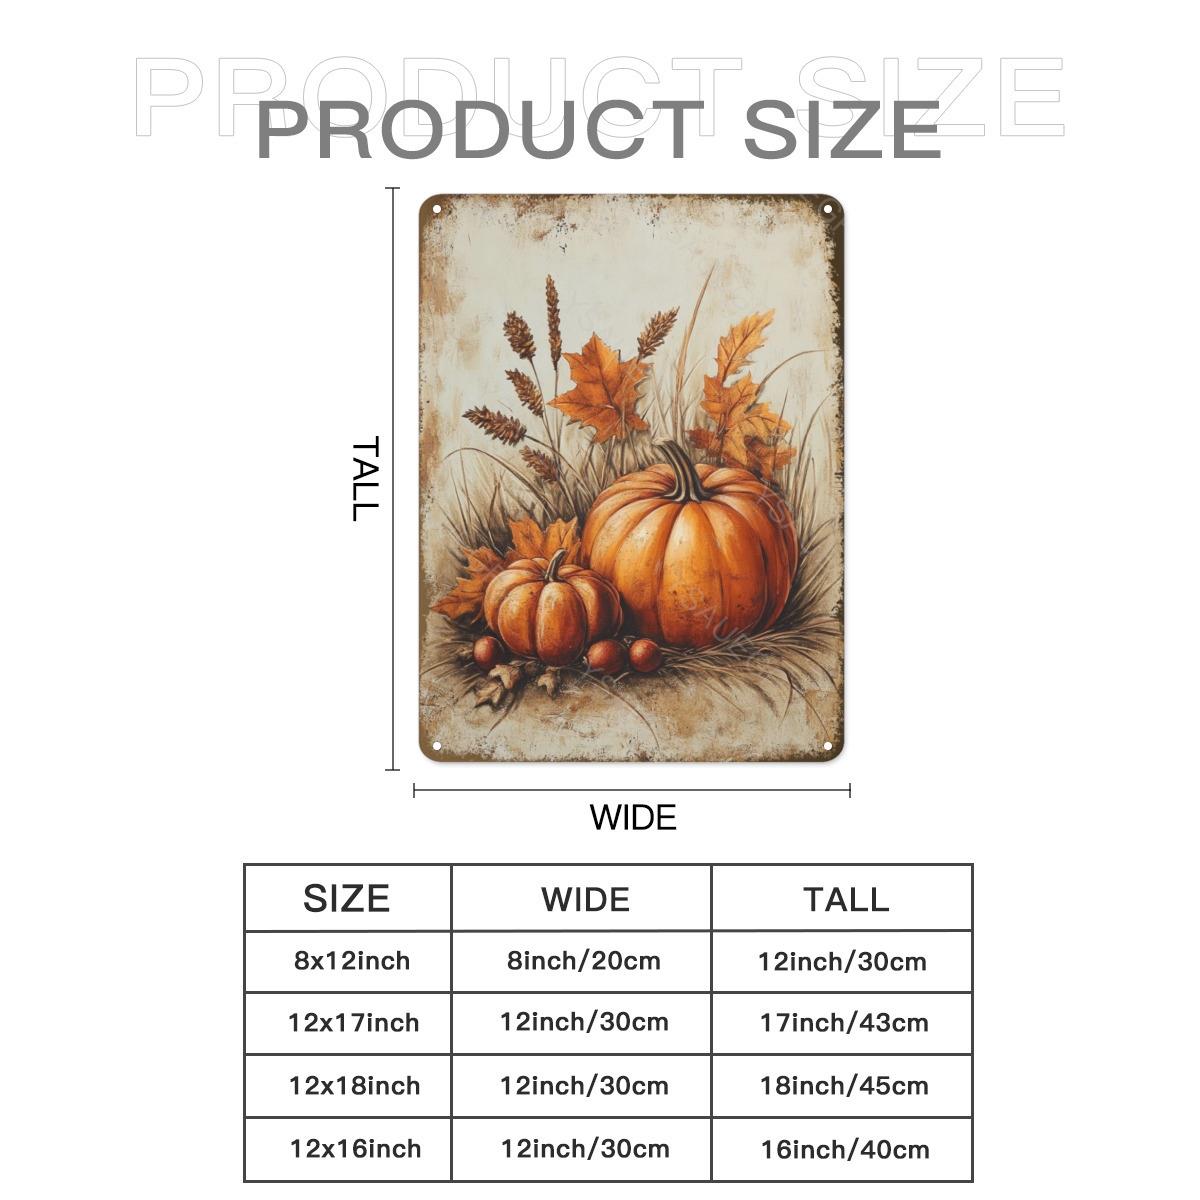 PRODUCT SIZE
PRODUCT SIZE
TALL
WIDE
SIZE WIDE TALL
8x12inch 8inch/20cm 12inch/30cm
12x17inch 12inch/30cm 17inch/43cm
12x18inch 12inch/30cm 18inch/45cm
12x16inch 12inch/30cm 16inch/40cm